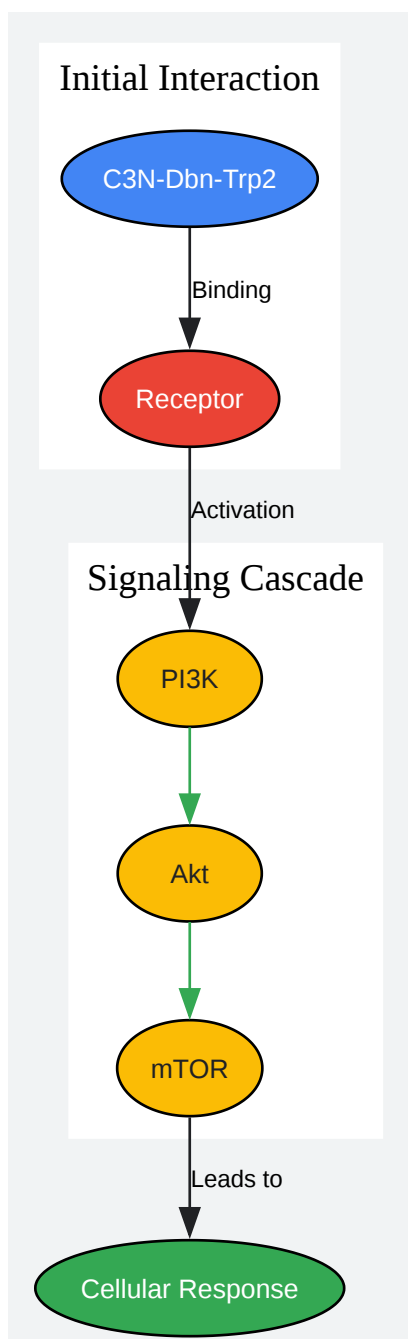 Initial Interaction
C3N-Dbn-Trp2
Binding
Receptor
Activation
Signaling Cascade
PI3K
Akt
mTOR
Leads to
Cellular Response